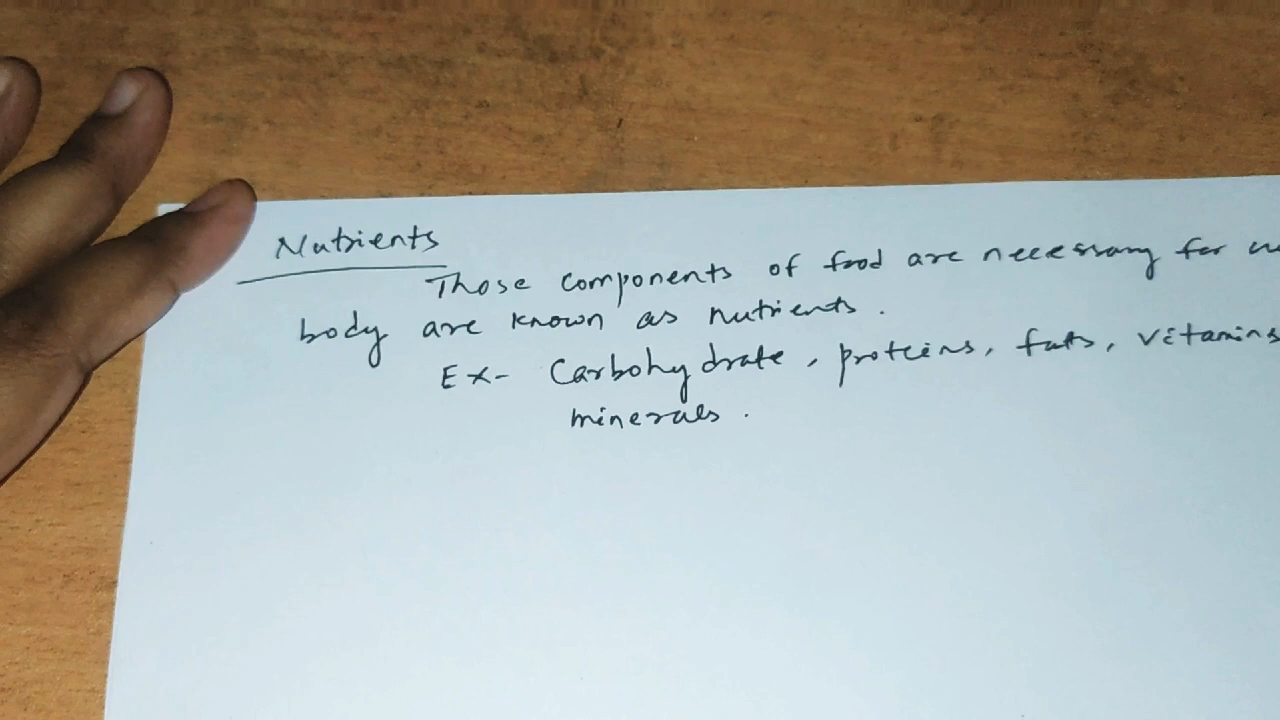 Nutrients
Those components of food are necessary for
body are known as nutrients.
Ex- Carbohydrate, proteins, fats, vitamins
minerals.